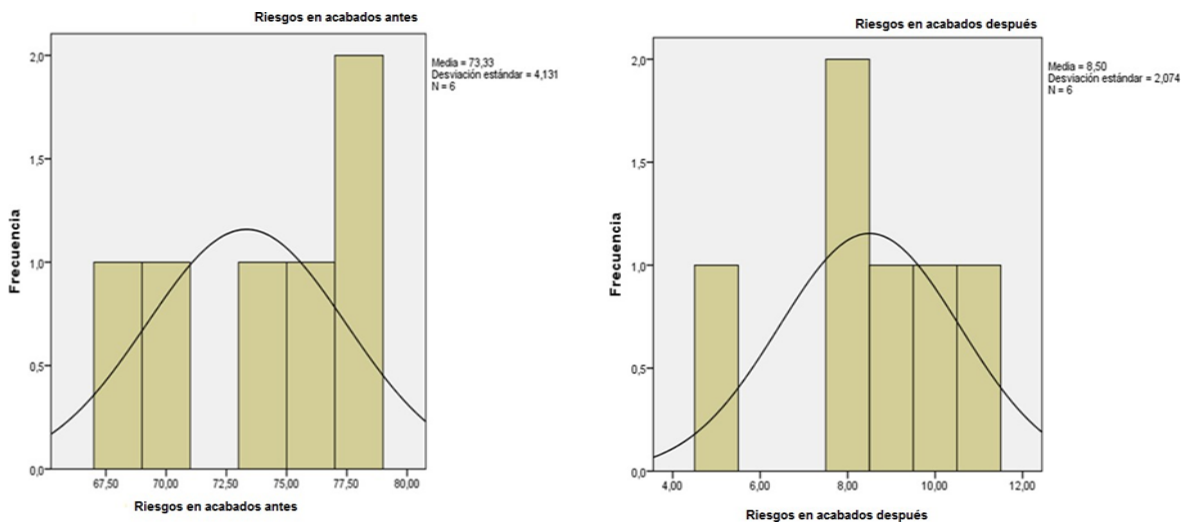 Riesgos en acabados antes
Media = 73,33
Desviación estándar = 4,131
N = 6
2,0
1,5
1,0
0,5
0,0
Frecuencia
67,50 70,00 72,50 75,00 77,50 80,00
Riesgos en acabados antes
Riesgos en acabados después
Media = 8,50
Desviación estándar = 2,074
N = 6
2,0
1,5
1,0
0,5
0,0
Frecuencia
4,00 6,00 8,00 10,00 12,00
Riesgos en acabados después